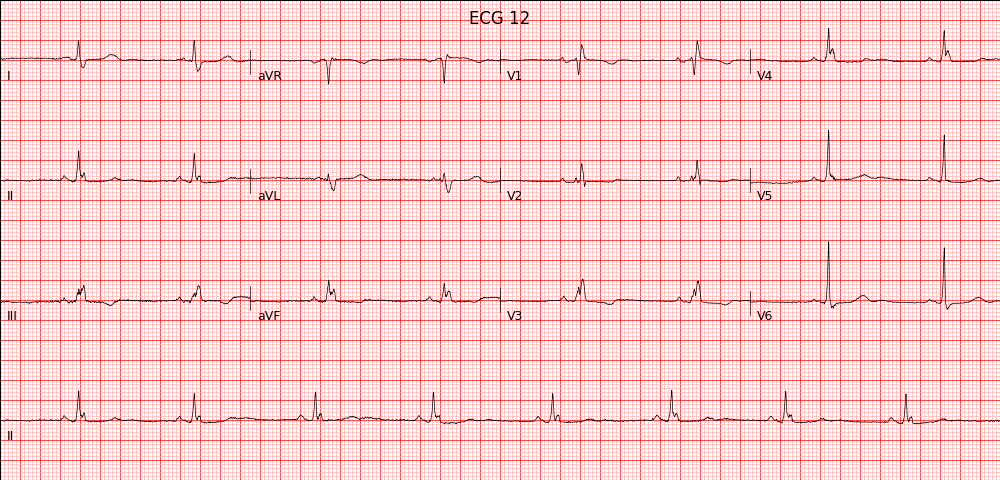 ECG 12
I aVR V1 V4
II aVL V2 V5
III aVF V3 V6
II